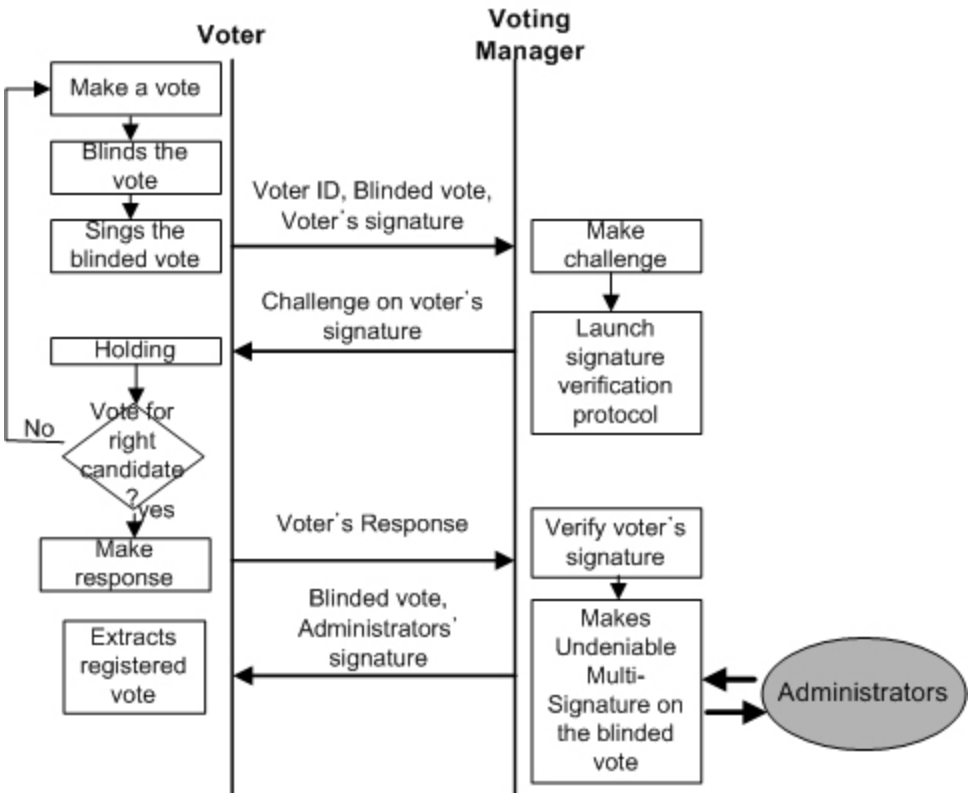 Voter
Voting
Manager
Make a vote
Blinds the
vote
Sings the
blinded vote
Voter ID, Blinded vote,
Voter`s signature
Make
challenge
Challenge on voter`s
signature
Launch
signature
verification
protocol
Holding
Vote for
right
candidate
?
No
yes
Make
response
Voter`s Response
Verify voter`s
signature
Blinded vote,
Administrators'
signature
Extracts
registered
vote
Makes
Undeniable
Multi-
Signature on
the blinded
vote
Administrators